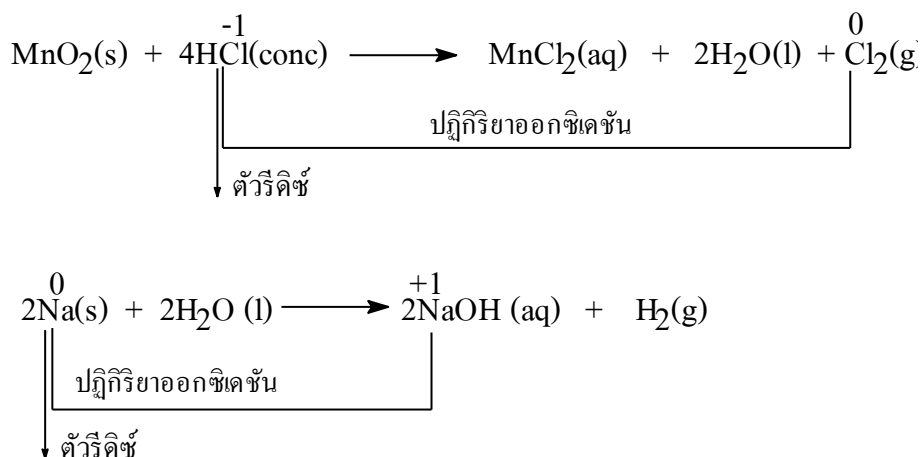 -1 0
MnO2(s) + 4HCl(conc) ⟶ MnCl2(aq) + 2H2O(l) + Cl2(g)
ปฏิกิริยาออกซิเดชัน
ตัวรีดิซ์
0 +1
2Na(s) + 2H2O (l) ⟶ 2NaOH (aq) + H2(g)
ปฏิกิริยาออกซิเดชัน
ตัวรีดิซ์